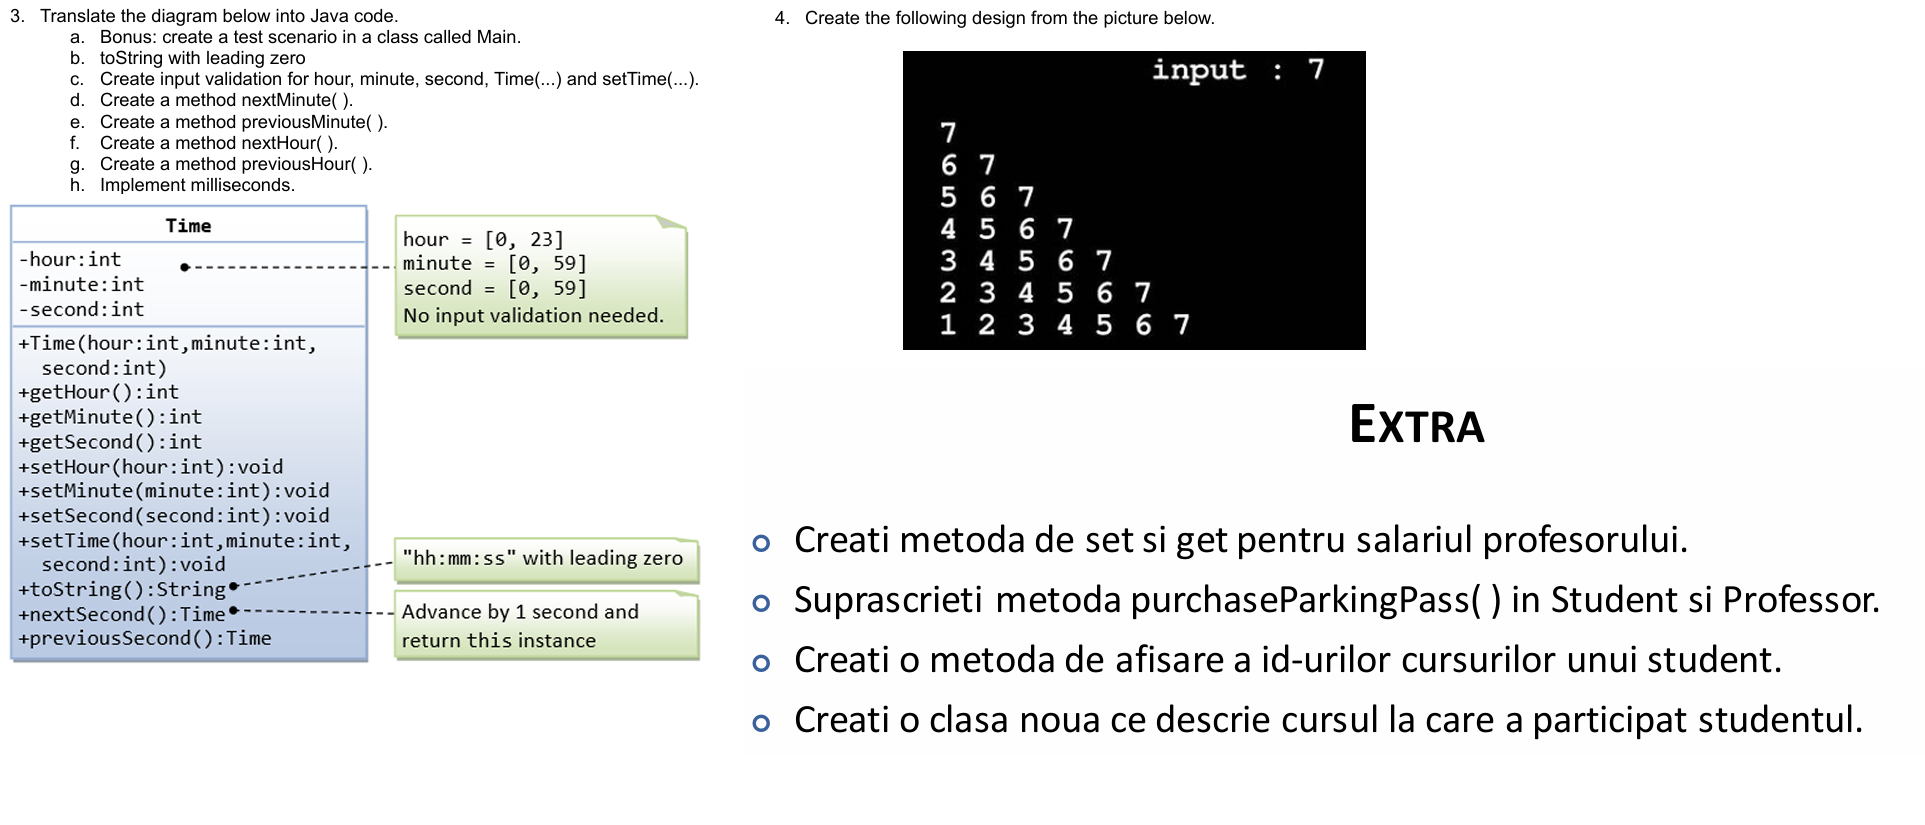 3. Translate the diagram below into Java code.
a. Bonus: create a test scenario in a class called Main.
b. toString with leading zero
c. Create input validation for hour, minute, second, Time(...) and setTime(...).
d. Create a method nextMinute( ).
e. Create a method previousMinute( ).
f. Create a method nextHour( ).
g. Create a method previousHour( ).
h. Implement milliseconds.
Time
-hour:int
-minute:int
-second:int
+Time(hour:int,minute:int,
second:int)
+getHour():int
+getMinute():int
+getSecond():int
+setHour(hour:int):void
+setMinute(minute:int):void
+setSecond(second:int):void
+setTime(hour:int,minute:int,
second:int):void
+toString():String
+nextSecond():Time
+previousSecond():Time
hour = [0, 23]
minute = [0, 59]
second = [0, 59]
No input validation needed.
"hh:mm:ss" with leading zero
Advance by 1 second and
return this instance
4. Create the following design from the picture below.
input : 7
7
6 7
5 6 7
4 5 6 7
3 4 5 6 7
2 3 4 5 6 7
1 2 3 4 5 6 7
EXTRA
Creati metoda de set si get pentru salariul profesorului.
Suprascrieti metoda purchaseParkingPass( ) in Student si Professor.
Creati o metoda de afisare a id-urilor cursurilor unui student.
Creati o clasa noua ce descrie cursul la care a participat studentul.